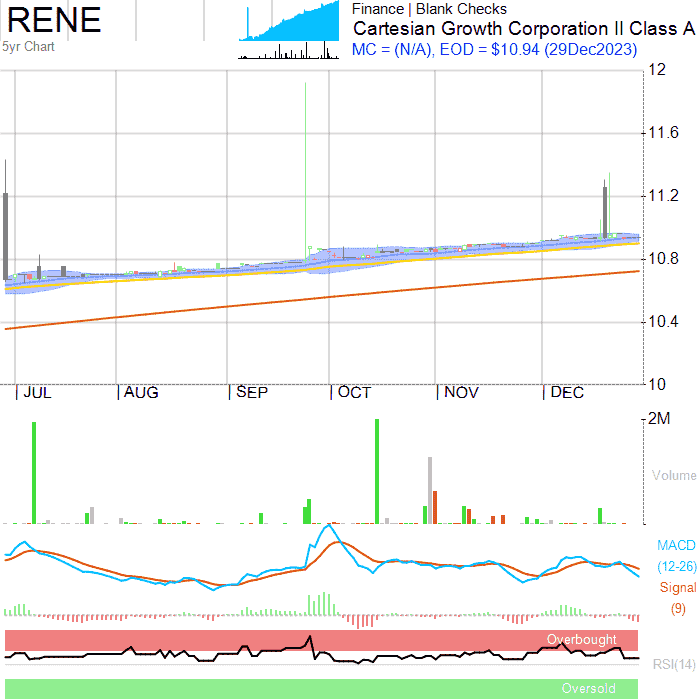 RENE
5yr Chart
Finance | Blank Checks
Cartesian Growth Corporation II Class A
MC = (N/A), EOD = $10.94 (29Dec2023)
12
11.6
11.2
10.8
10.4
10
JUL AUG SEP OCT NOV DEC
2M
Volume
MACD
(12-26)
Signal
(9)
Overbought
RSI(14)
Oversold